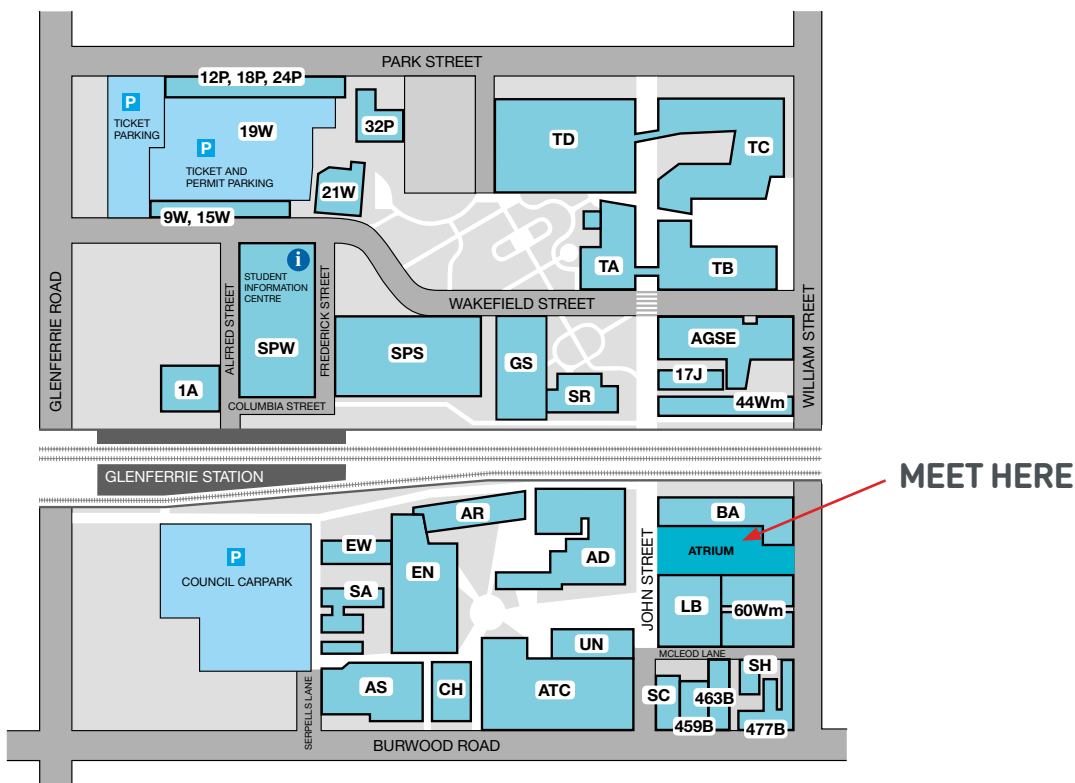 PARK STREET
12P, 18P, 24P
P
TICKET
PARKING
19W
P
TICKET AND
PERMIT PARKING
32P
21W
9W, 15W
TD
TC
TA
TB
GLENFERRIE ROAD
ALFRED STREET
i
STUDENT
INFORMATION
CENTRE
SPW
FREDERICK STREET
WAKEFIELD STREET
WILLIAM STREET
SPS
GS
SR
AGSE
17J
44Wm
1A
COLUMBIA STREET
GLENFERRIE STATION
MEET HERE
AR
BA
ATRIUM
EW
EN
AD
JOHN STREET
P
COUNCIL CARPARK
SA
LB
60Wm
UN
MCLEOD LANE
SERPELLS LANE
AS
CH
ATC
SC
463B
459B
SH
477B
BURWOOD ROAD